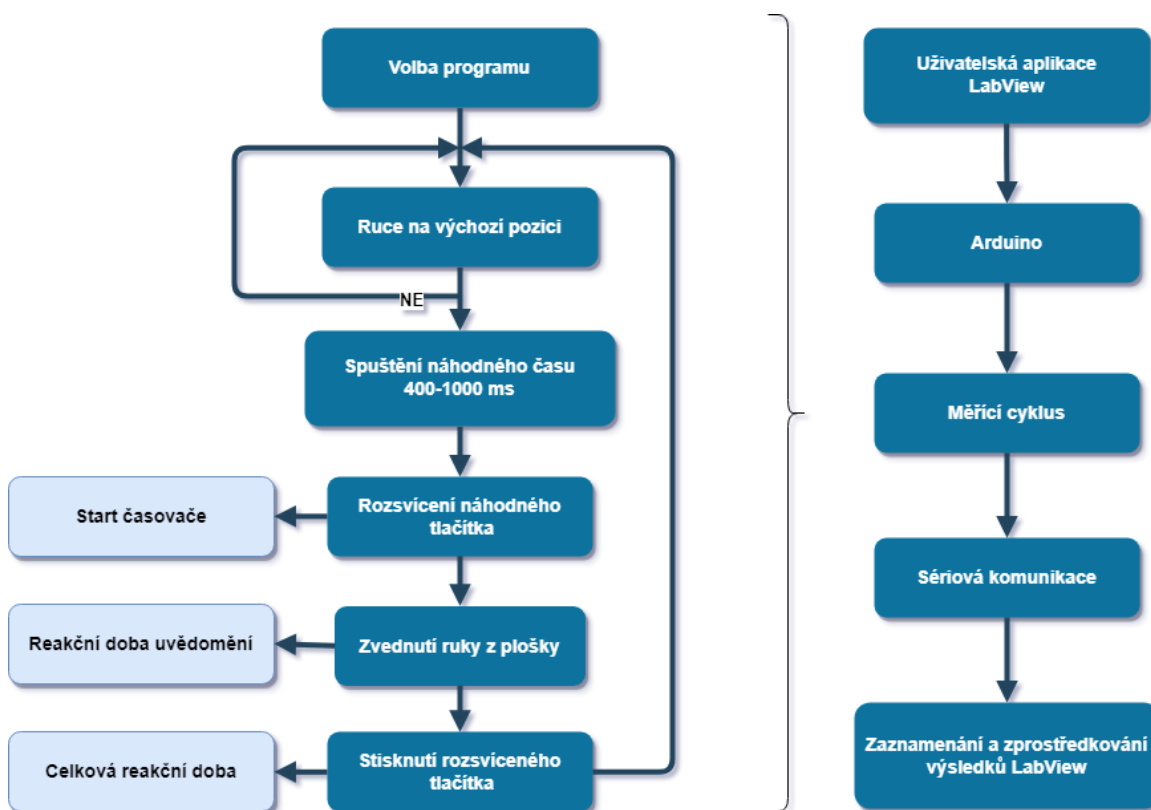 Volba programu
Ruce na výchozí pozici
NE
Spuštění náhodného času
400-1000 ms
Start časovače
Rozsvícení náhodného
tlačítka
Reakční doba uvědomění
Zvednutí ruky z plošky
Celková reakční doba
Stisknutí rozsvíceného
tlačítka
Uživatelská aplikace
LabView
Arduino
Měřící cyklus
Sériová komunikace
Zaznamenání a zprostředkování
výsledků LabView